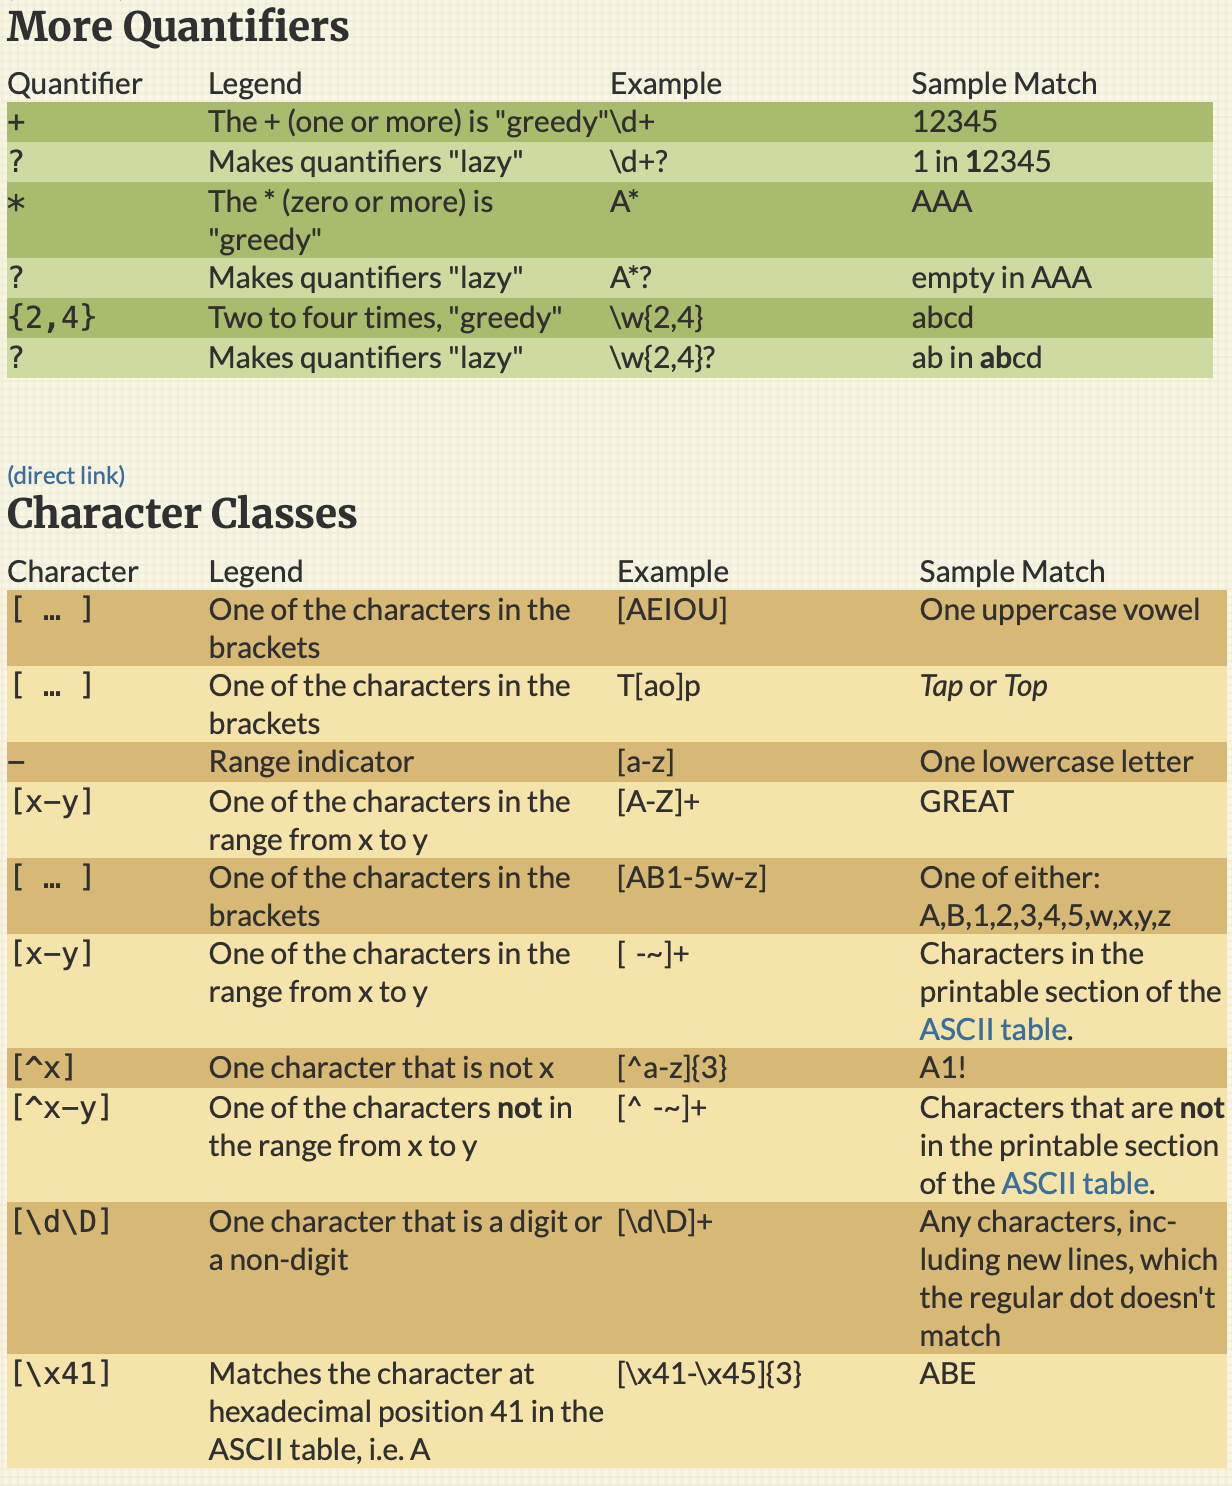 More Quantifiers
Quantifier Legend Example Sample Match
+ The + (one or more) is "greedy" \d+ 12345
? Makes quantifiers "lazy" \d+? 1 in 12345
* The * (zero or more) is A* AAA
"greedy"
? Makes quantifiers "lazy" A*? empty in AAA
{2,4} Two to four times, "greedy" \w{2,4} abcd
? Makes quantifiers "lazy" \w{2,4}? ab in abcd
(direct link)
Character Classes
Character Legend Example Sample Match
[ … ] One of the characters in the [AEIOU] One uppercase vowel
brackets
[ … ] One of the characters in the T[ao]p Tap or Top
brackets
- Range indicator [a-z] One lowercase letter
[x-y] One of the characters in the [A-Z]+ GREAT
range from x to y
[ … ] One of the characters in the [AB1-5w-z] One of either:
brackets A,B,1,2,3,4,5,w,x,y,z
[x-y] One of the characters in the [ -~]+ Characters in the
range from x to y printable section of the
ASCII table.
[^x] One character that is not x [^a-z]{3} A1!
[^x-y] One of the characters not in [^ -~]+ Characters that are not
the range from x to y in the printable section
of the ASCII table.
[\d\D] One character that is a digit or [\d\D]+ Any characters, inc-
a non-digit luding new lines, which
the regular dot doesn't
match
[\x41] Matches the character at [\x41-\x45]{3} ABE
hexadecimal position 41 in the
ASCII table, i.e. A